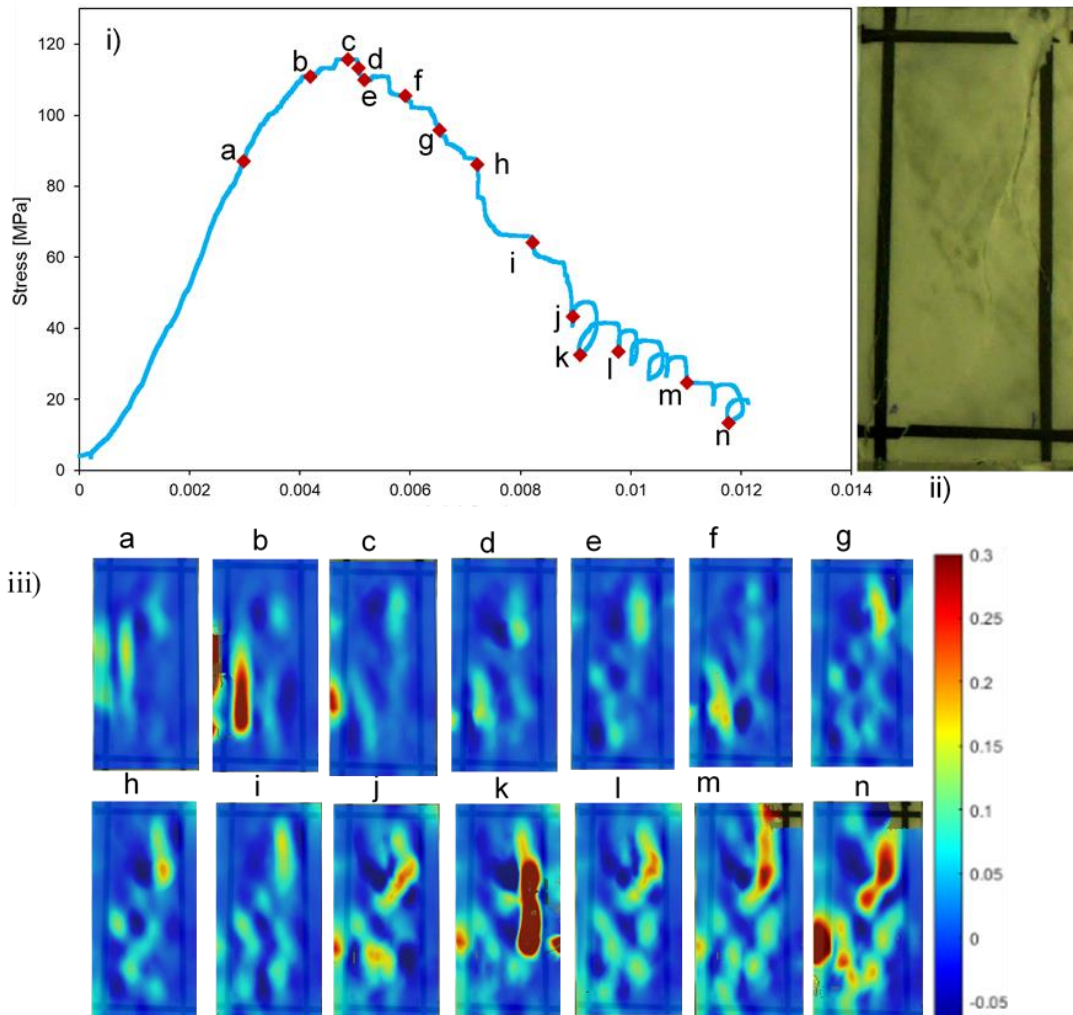 i)
Stress [MPa]
120
100
80
60
40
20
0
0
0.002
0.004
0.006
0.008
0.01
0.012
0.014
a
b
c
d
e
f
g
h
i
j
k
l
m
n
ii)
iii)
a b c d e f g
h i j k l m n
0.3
0.25
0.2
0.15
0.1
0.05
0
-0.05